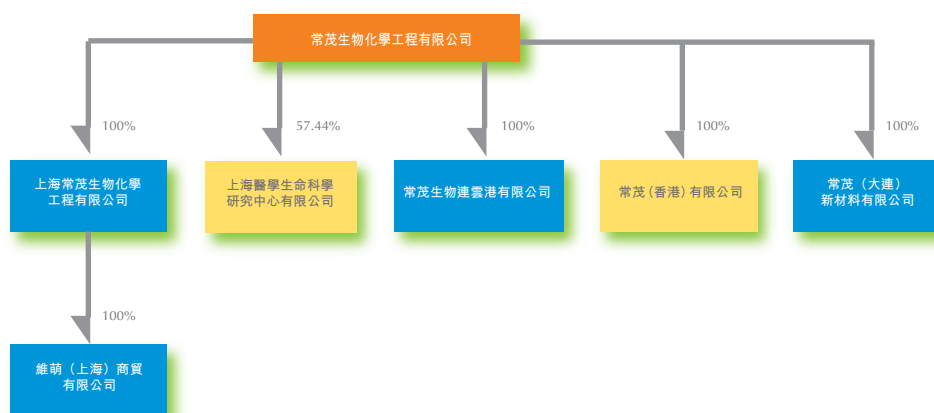 常茂生物化學工程有限公司
100%
57.44%
100%
100%
100%
上海常茂生物化學
工程有限公司
上海醫學生命科學
研究中心有限公司
常茂生物連雲港有限公司
常茂(香港)有限公司
常茂（大連）
新材料有限公司
100%
維萌（上海）商貿
有限公司